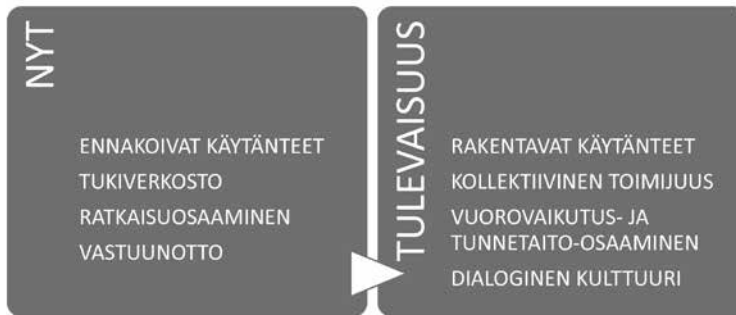 NYT
ENNAKOIVAT KÄYTÄNTEET
TUKIVERKOSTO
RATKAISUOSAAMINEN
VASTUUNOTTO
TULEVAISUUS
RAKENTAVAT KÄYTÄNTEET
KOLLEKTIIVINEN TOIMIJUUS
VUOROVAIKUTUS- JA
TUNNETAITO-OSAAMINEN
DIALOGINEN KULTTUURI